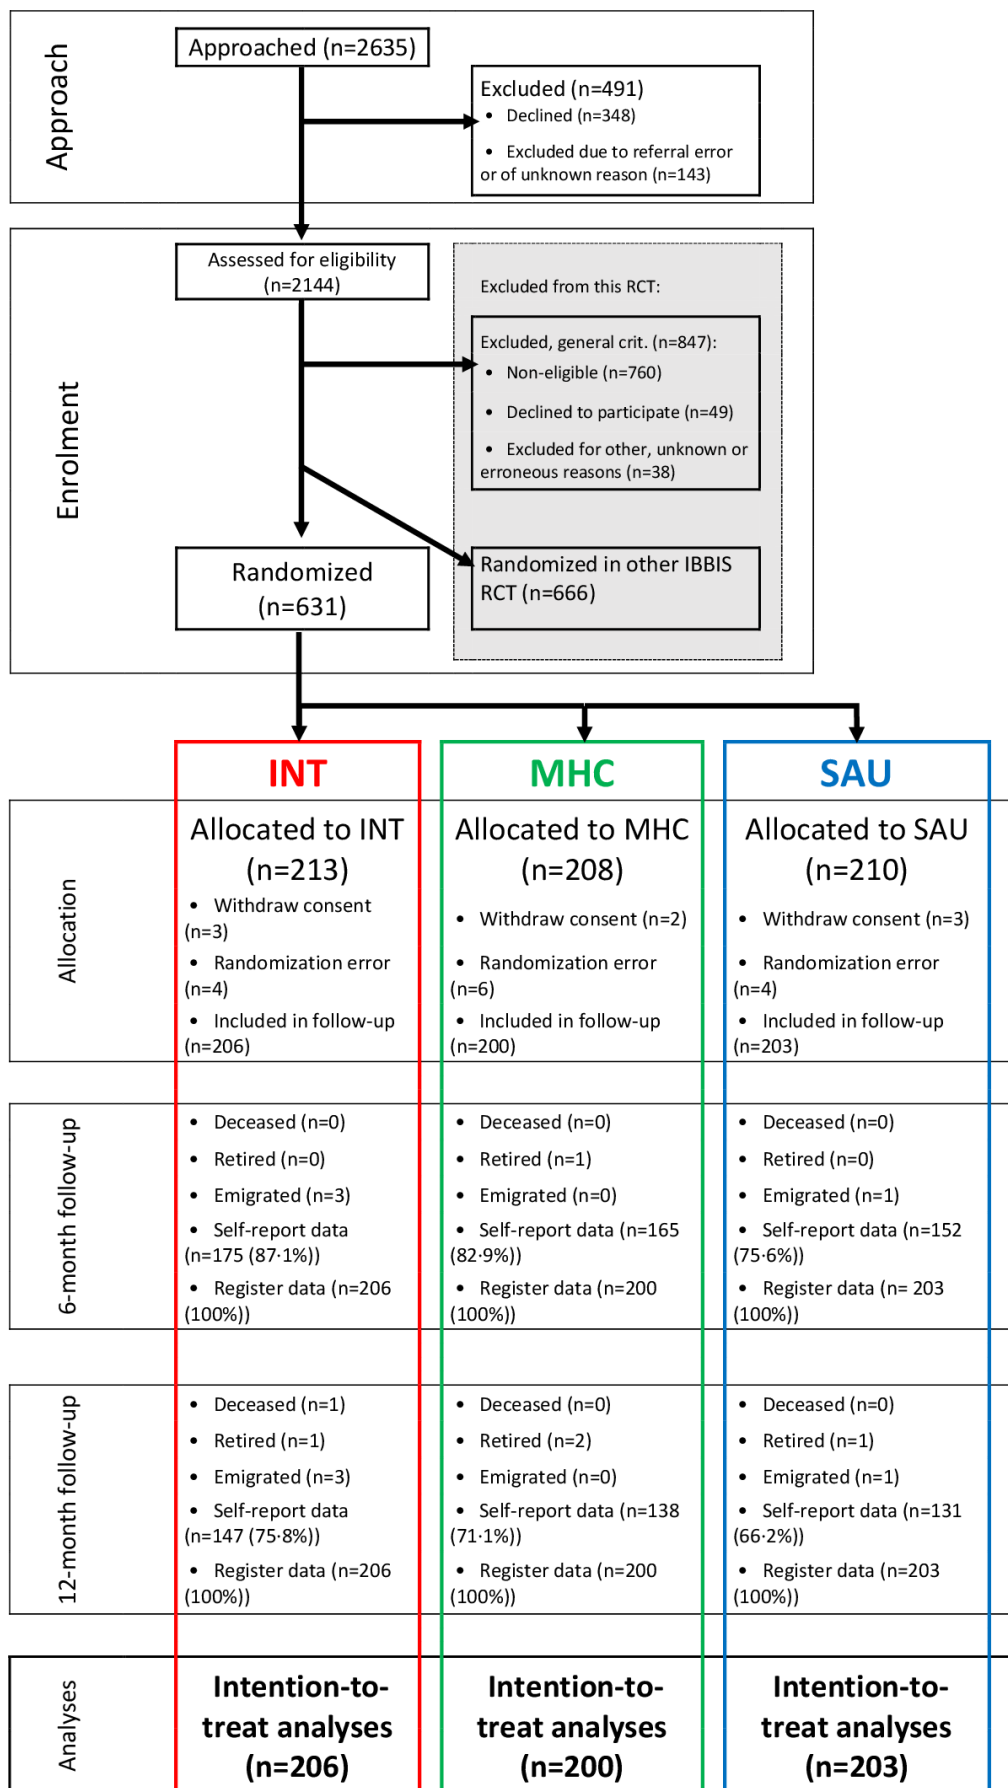 Approach
Approached (n=2635)
Excluded (n=491)
• Declined (n=348)
• Excluded due to referral error
or of unknown reason (n=143)
Enrolment
Assessed for eligibility
(n=2144)
Excluded from this RCT:
Excluded, general crit. (n=847):
• Non-eligible (n=760)
• Declined to participate (n=49)
• Excluded for other, unknown or
erroneous reasons (n=38)
Randomized
(n=631)
Randomized in other IBBIS
RCT (n=666)
INT
MHC
SAU
Allocation
Allocated to INT
(n=213)
• Withdraw consent
(n=3)
• Randomization error
(n=4)
• Included in follow-up
(n=206)
Allocated to MHC
(n=208)
• Withdraw consent (n=2)
• Randomization error
(n=6)
• Included in follow-up
(n=200)
Allocated to SAU
(n=210)
• Withdraw consent (n=3)
• Randomization error
(n=4)
• Included in follow-up
(n=203)
6-month follow-up
• Deceased (n=0)
• Retired (n=0)
• Emigrated (n=3)
• Self-report data
(n=175 (87·1%))
• Register data (n=206
(100%))
• Deceased (n=0)
• Retired (n=1)
• Emigrated (n=0)
• Self-report data (n=165
(82·9%))
• Register data (n=200
(100%))
• Deceased (n=0)
• Retired (n=0)
• Emigrated (n=1)
• Self-report data (n=152
(75·6%))
• Register data (n= 203
(100%))
12-month follow-up
• Deceased (n=1)
• Retired (n=1)
• Emigrated (n=3)
• Self-report data
(n=147 (75·8%))
• Register data (n=206
(100%))
• Deceased (n=0)
• Retired (n=2)
• Emigrated (n=0)
• Self-report data (n=138
(71·1%))
• Register data (n=200
(100%))
• Deceased (n=0)
• Retired (n=1)
• Emigrated (n=1)
• Self-report data (n=131
(66·2%))
• Register data (n=203
(100%))
Analyses
Intention-to-
treat analyses
(n=206)
Intention-to-
treat analyses
(n=200)
Intention-to-
treat analyses
(n=203)